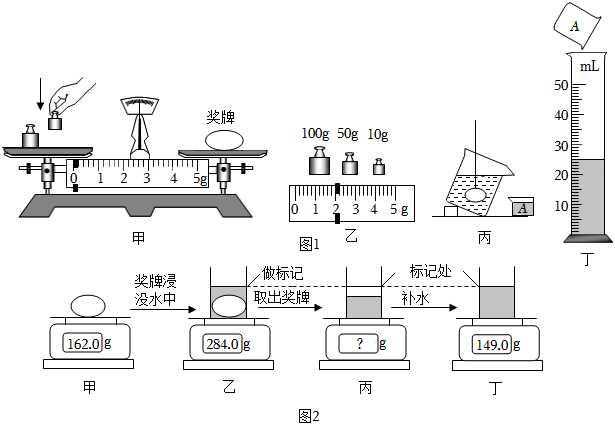 奖牌
0 1 2 3 4 5g
甲
100g 50g 10g
0 1 2 3 4 5 g
乙
A
丙
A
mL
50
40
30
20
10
丁
图1
162.0 g
甲
奖牌浸
没水中
284.0 g
乙
做标记
取出奖牌
? g
丙
标记处
补水
149.0 g
丁
图2